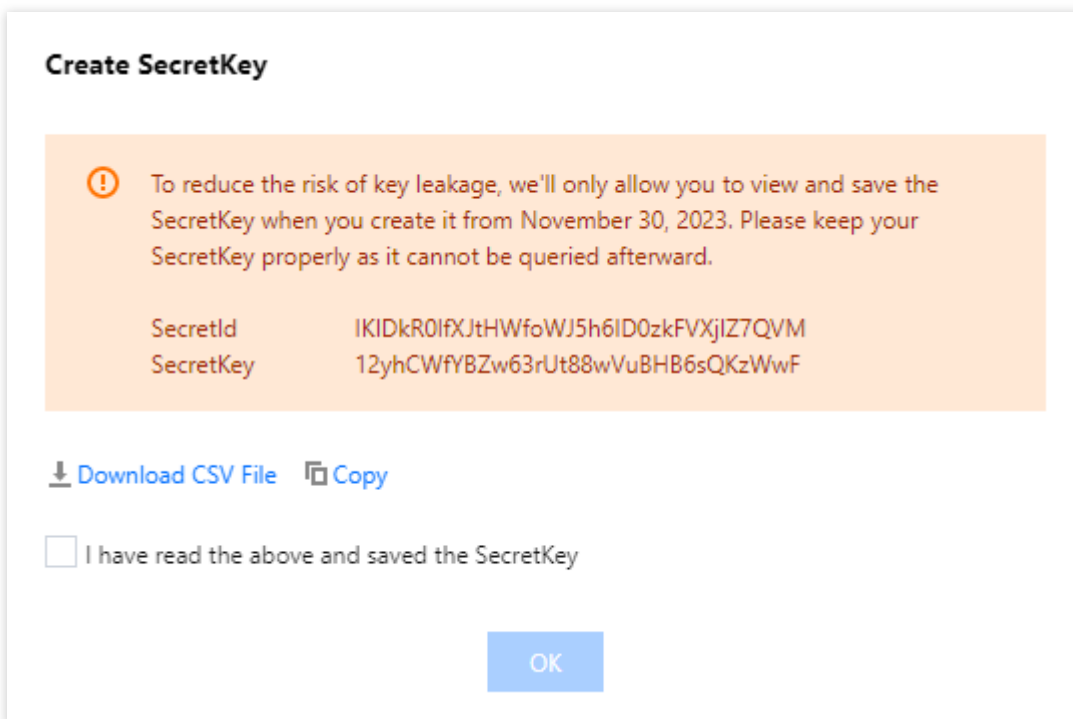 Create SecretKey
To reduce the risk of key leakage, we'll only allow you to view and save the
SecretKey when you create it from November 30, 2023. Please keep your
SecretKey properly as it cannot be queried afterward.
SecretId IKIDkR0IfXJtHWfoWJ5h6ID0zkFVXjIZ7QVM
SecretKey 12yhCWfYBZw63rUt88wVuBHB6sQKzWwF
Download CSV File Copy
I have read the above and saved the SecretKey
OK